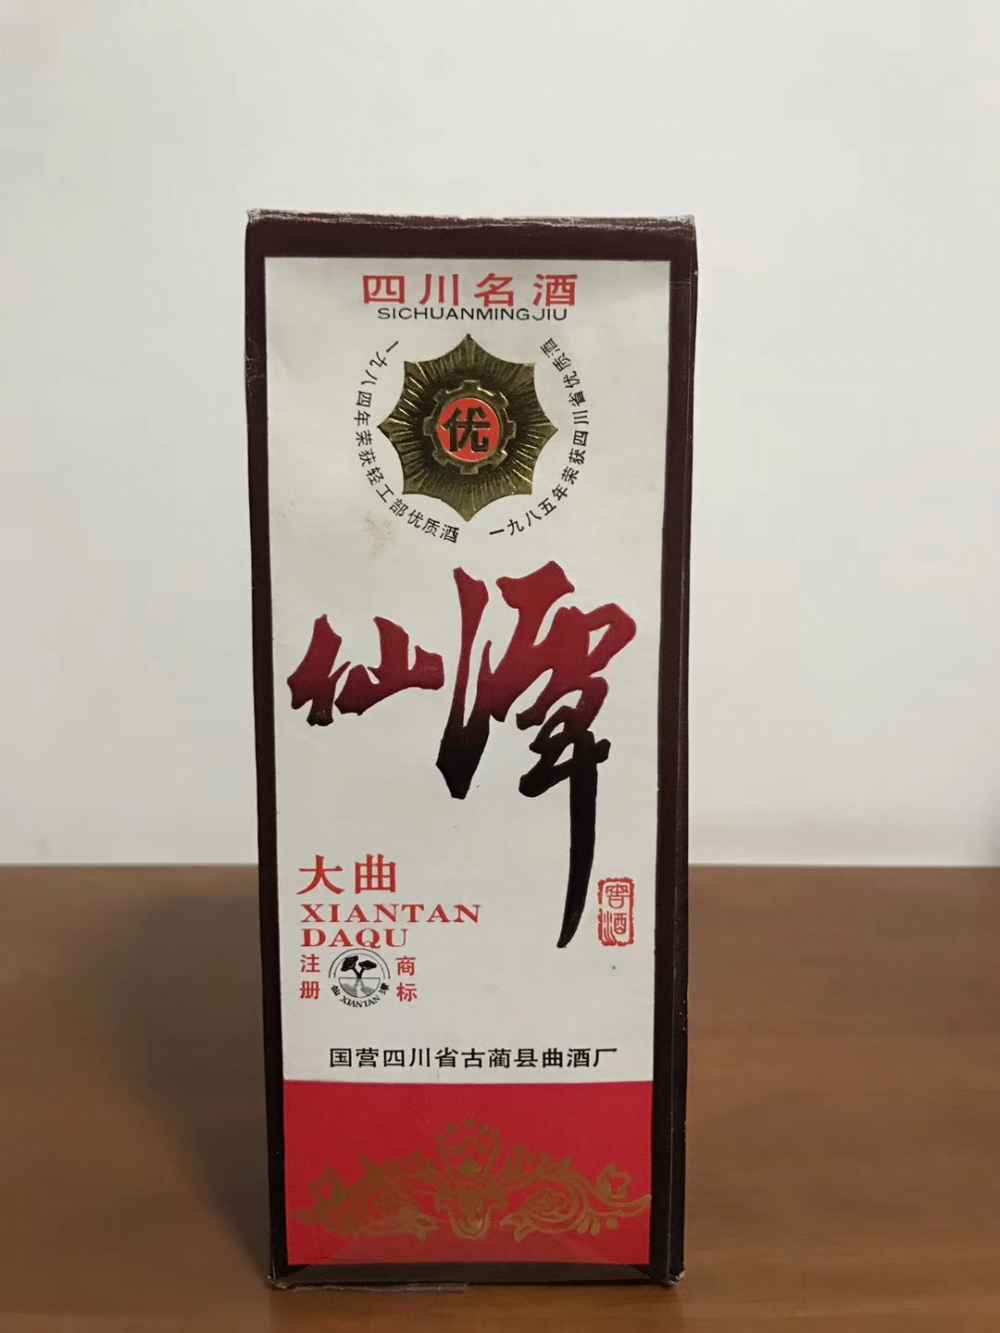 四川名酒
SICHUANMINGJIU
一九八四年荣获轻工部优质酒
一九八五年荣获四川省优质酒
优
仙潭
大曲
XIANTAN
DAQU
窖酒
注册
商标
仙 XIANTAN 潭
国营四川省古蔺县曲酒厂